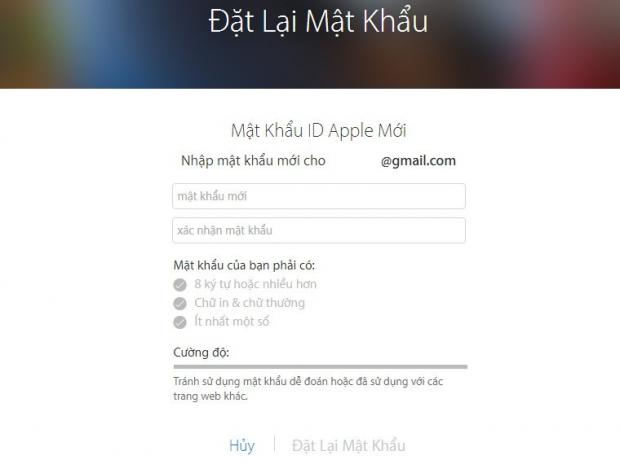 Đặt Lại Mật Khẩu
Mật Khẩu ID Apple Mới
Nhập mật khẩu mới cho @gmail.com
mật khẩu mới
xác nhận mật khẩu
Mật khẩu của bạn phải có:
8 ký tự hoặc nhiều hơn
Chữ in & chữ thường
Ít nhất một số
Cường độ:
Tránh sử dụng mật khẩu dễ đoán hoặc đã sử dụng với các
trang web khác.
Hủy Đặt Lại Mật Khẩu